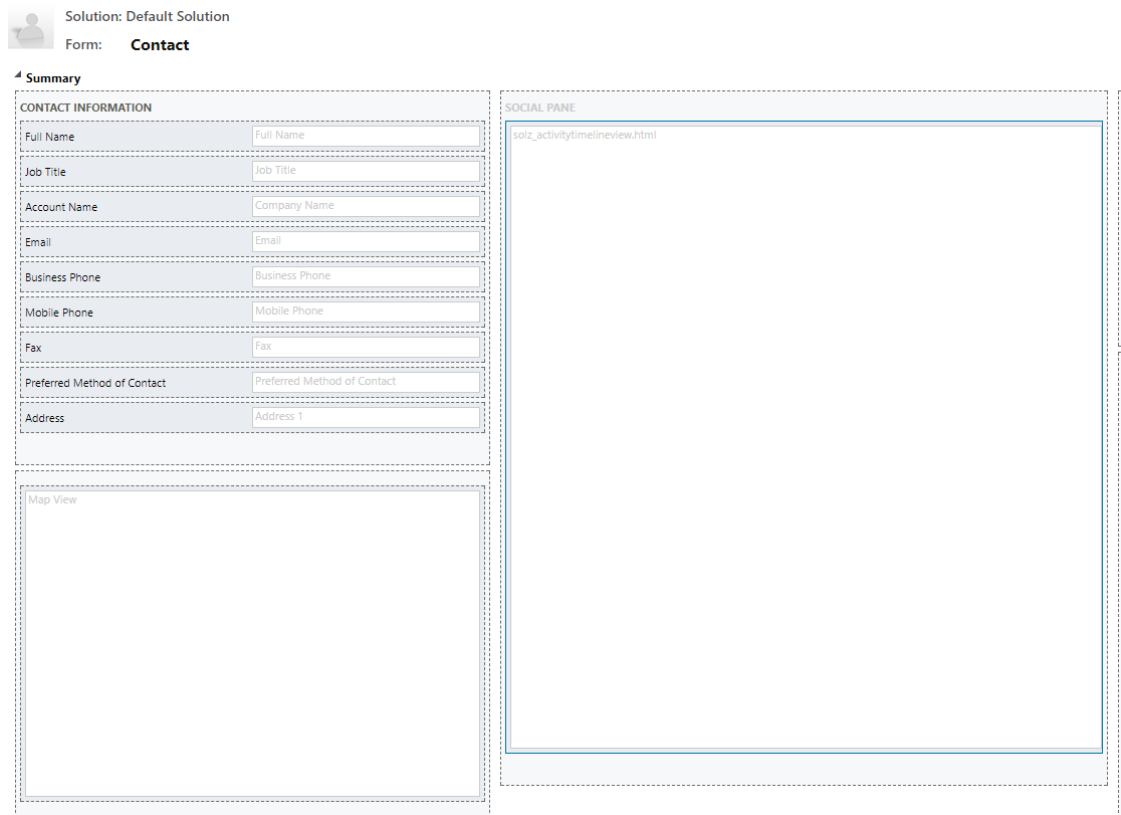 Solution: Default Solution
Form: Contact
Summary
CONTACT INFORMATION
Full Name Full Name
Job Title Job Title
Account Name Company Name
Email Email
Business Phone Business Phone
Mobile Phone Mobile Phone
Fax Fax
Preferred Method of Contact Preferred Method of Contact
Address Address 1
Map View
SOCIAL PANE
solz_activitytimelineview.html